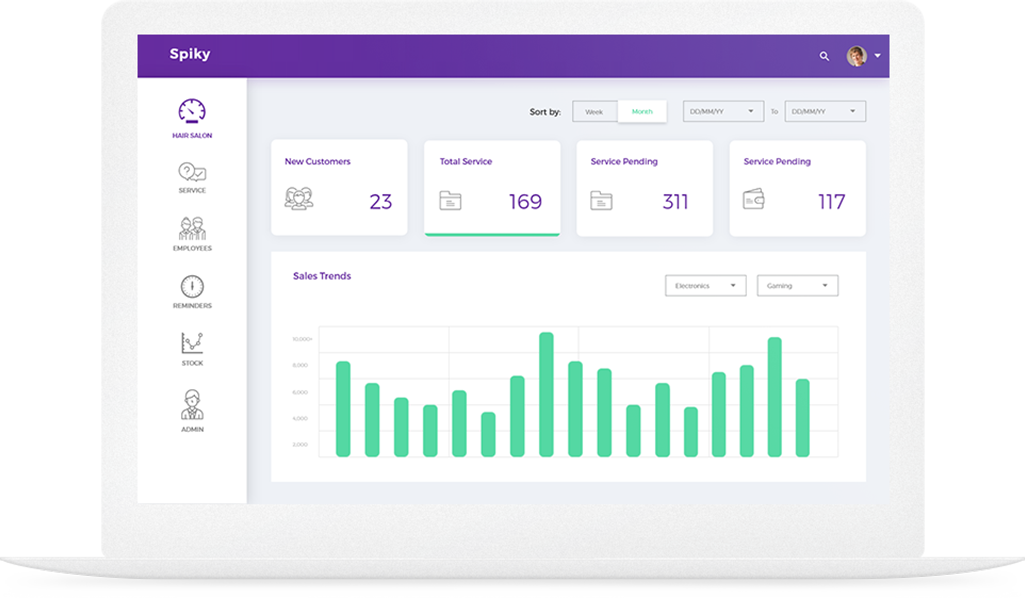 Spiky
HAIR SALON
SERVICE
EMPLOYEES
REMINDERS
STOCK
ADMIN
Sort by: Week Month DD/MM/YY To DD/MM/YY
New Customers
23
Total Service
169
Service Pending
311
Service Pending
117
Sales Trends
Electronics Gaming
10,000+
8,000
6,000
4,000
2,000